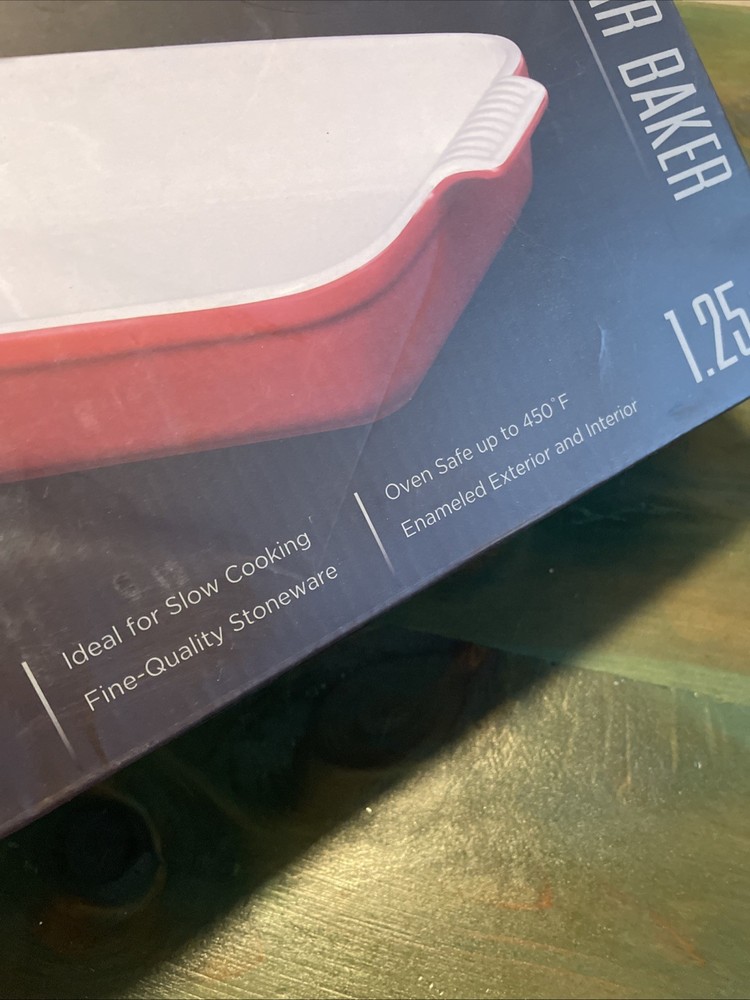 BAKER
1.25
Oven Safe up to 450°F
Enameled Exterior and Interior
Ideal for Slow Cooking
Fine-Quality Stoneware